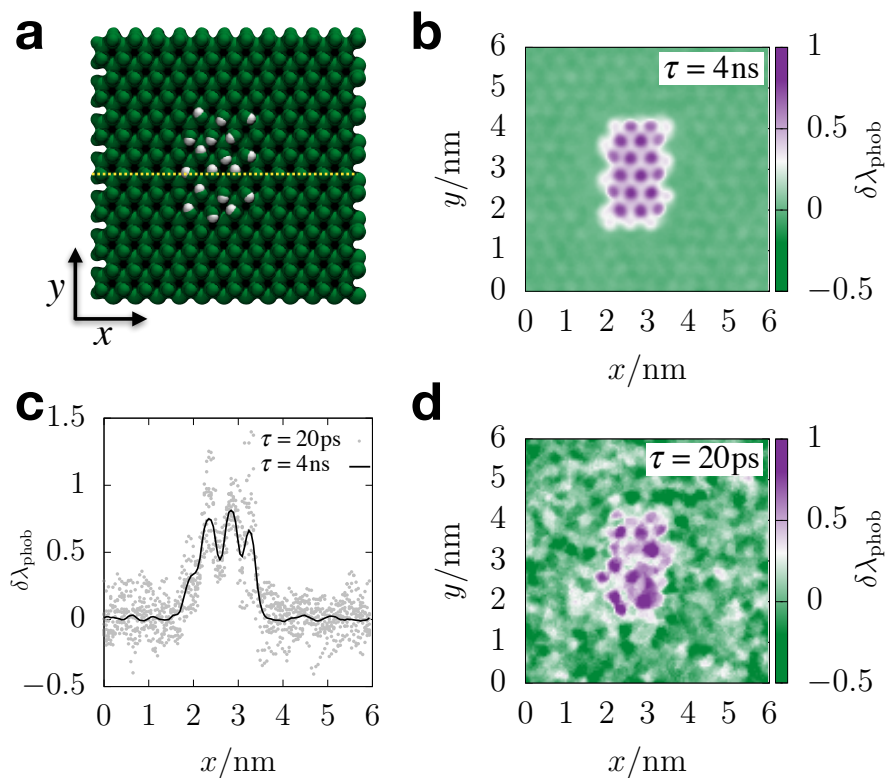 a
y
x
b
6
5
4
3
2
1
0
y/nm
0 1 2 3 4 5 6
x/nm
τ = 4ns
1
0.5
0
−0.5
δλphob
c
1.5
1
0.5
0
−0.5
δλphob
τ = 20ps
τ = 4ns
0 1 2 3 4 5 6
x/nm
d
6
5
4
3
2
1
0
y/nm
0 1 2 3 4 5 6
x/nm
τ = 20ps
1
0.5
0
−0.5
δλphob